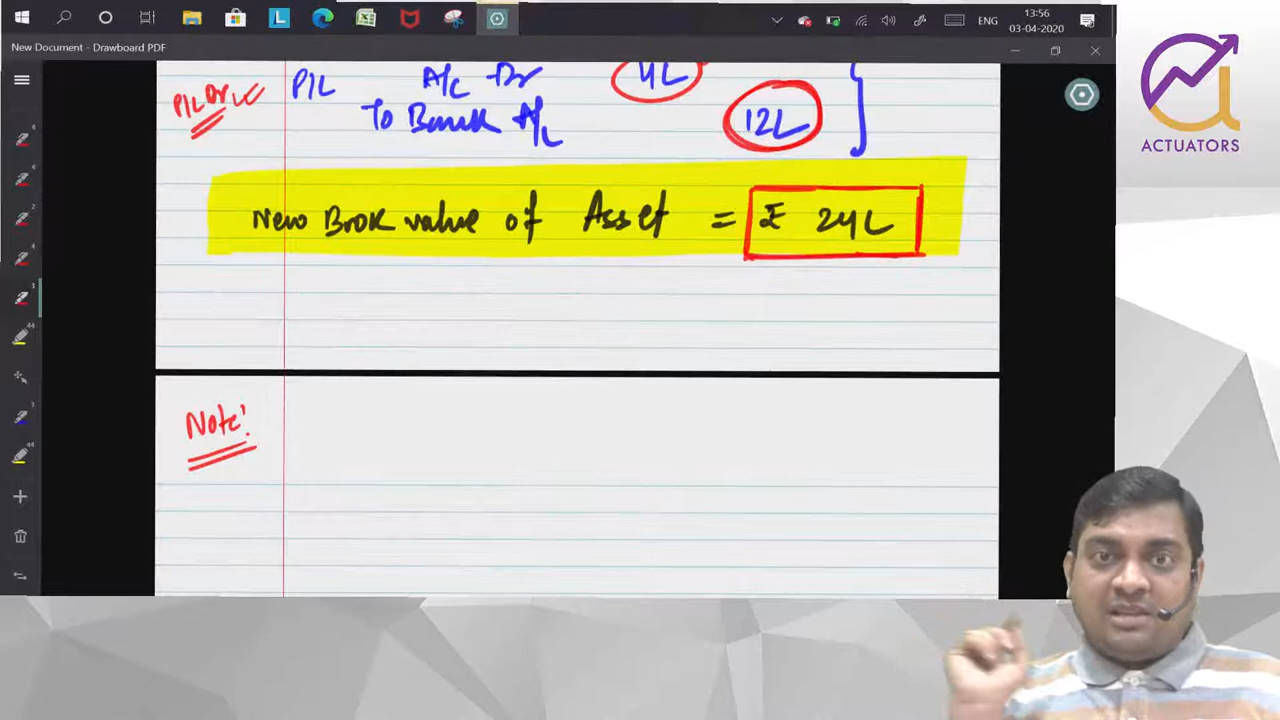 13:56
ENG
03-04-2020
New Document - Drawboard PDF
P/L Dr
P/L A/c Dr 4L
To Bank A/c 12L
New Book value of Asset = ₹ 24L
Note:
ACTUATORS